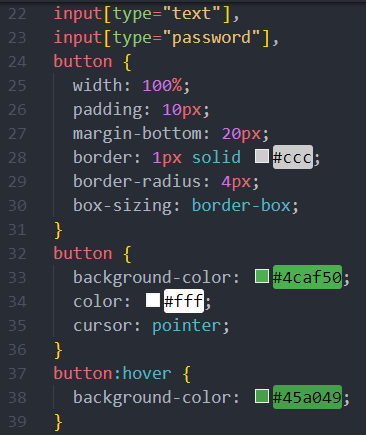 22 input[type="text"],
23 input[type="password"],
24 button {
25   width: 100%;
26   padding: 10px;
27   margin-bottom: 20px;
28   border: 1px solid #ccc;
29   border-radius: 4px;
30   box-sizing: border-box;
31 }
32 button {
33   background-color: #4caf50;
34   color: #fff;
35   cursor: pointer;
36 }
37 button:hover {
38   background-color: #45a049;
39 }